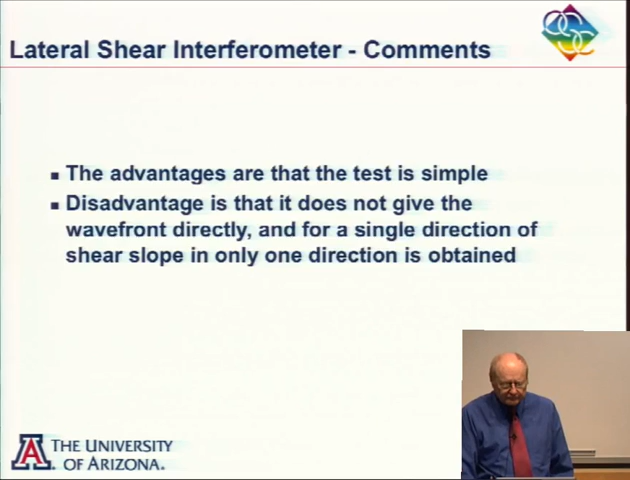 Lateral Shear Interferometer - Comments
▪ The advantages are that the test is simple
▪ Disadvantage is that it does not give the
wavefront directly, and for a single direction of
shear slope in only one direction is obtained
A THE UNIVERSITY
OF ARIZONA.